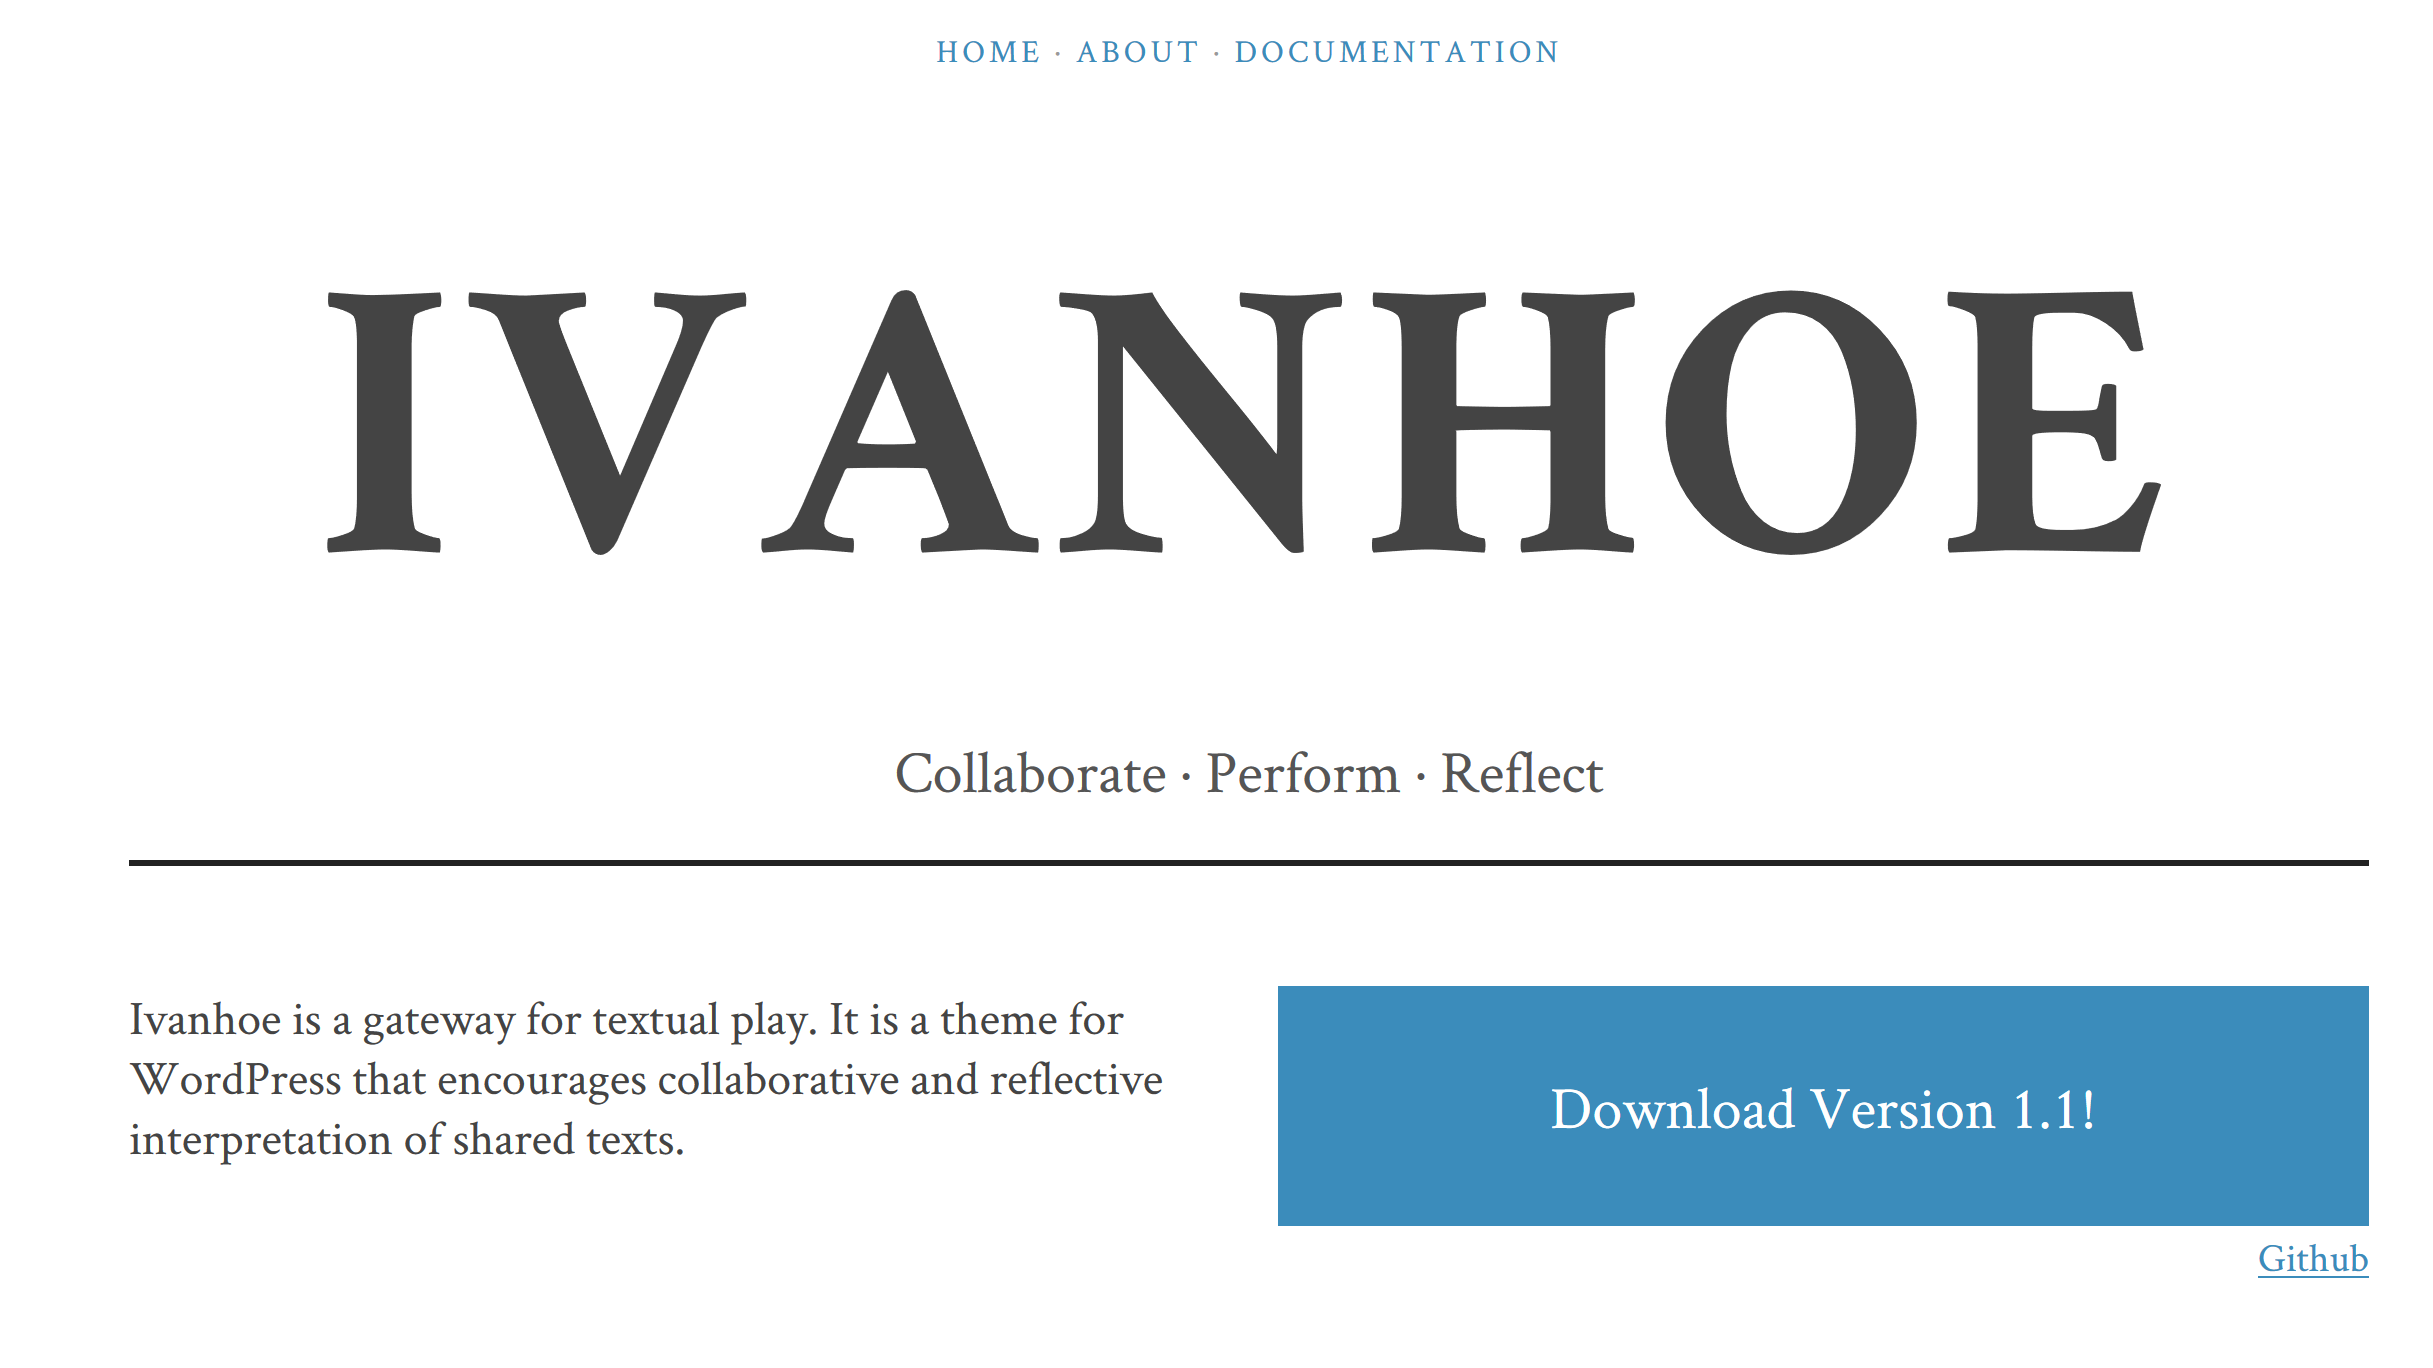 HOME · ABOUT · DOCUMENTATION
IVANHOE
Collaborate · Perform · Reflect
Ivanhoe is a gateway for textual play. It is a theme for
WordPress that encourages collaborative and reflective
interpretation of shared texts.
Download Version 1.1!
Github